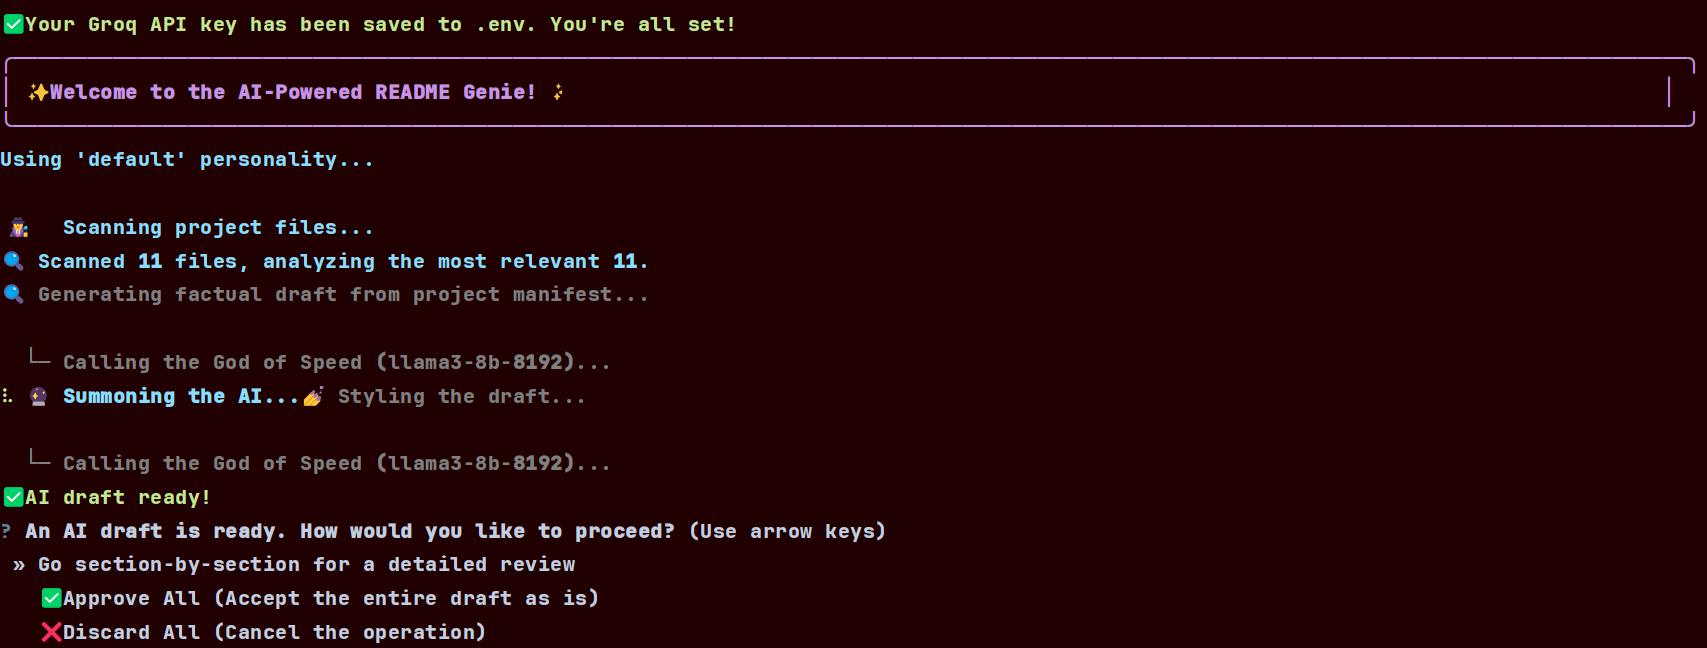 ✅Your Groq API key has been saved to .env. You're all set!
✨Welcome to the AI-Powered README Genie! ✨
Using 'default' personality...
🕵️‍♀️ Scanning project files...
🔍 Scanned 11 files, analyzing the most relevant 11.
🔍 Generating factual draft from project manifest...
└─ Calling the God of Speed (llama3-8b-8192)...
⠧ 🔮 Summoning the AI...💅 Styling the draft...
└─ Calling the God of Speed (llama3-8b-8192)...
✅AI draft ready!
? An AI draft is ready. How would you like to proceed? (Use arrow keys)
» Go section-by-section for a detailed review
✅Approve All (Accept the entire draft as is)
❌Discard All (Cancel the operation)